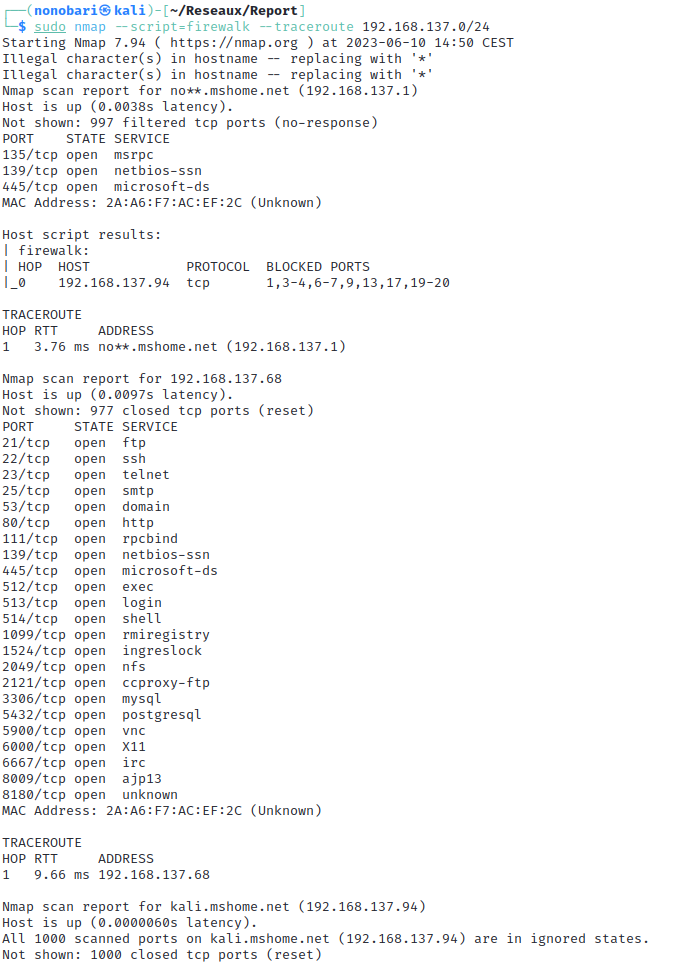 ┌──(nonobari㉿kali)-[~/Reseaux/Report]
└─$ sudo nmap --script=firewalk --traceroute 192.168.137.0/24
Starting Nmap 7.94 ( https://nmap.org ) at 2023-06-10 14:50 CEST
Illegal character(s) in hostname -- replacing with '*'
Illegal character(s) in hostname -- replacing with '*'
Nmap scan report for no**.mshome.net (192.168.137.1)
Host is up (0.0038s latency).
Not shown: 997 filtered tcp ports (no-response)
PORT    STATE SERVICE
135/tcp open  msrpc
139/tcp open  netbios-ssn
445/tcp open  microsoft-ds
MAC Address: 2A:A6:F7:AC:EF:2C (Unknown)

Host script results:
| firewalk:
| HOP  HOST            PROTOCOL  BLOCKED PORTS
|_0    192.168.137.94  tcp       1,3-4,6-7,9,13,17,19-20

TRACEROUTE
HOP RTT     ADDRESS
1   3.76 ms no**.mshome.net (192.168.137.1)

Nmap scan report for 192.168.137.68
Host is up (0.0097s latency).
Not shown: 977 closed tcp ports (reset)
PORT     STATE SERVICE
21/tcp   open  ftp
22/tcp   open  ssh
23/tcp   open  telnet
25/tcp   open  smtp
53/tcp   open  domain
80/tcp   open  http
111/tcp  open  rpcbind
139/tcp  open  netbios-ssn
445/tcp  open  microsoft-ds
512/tcp  open  exec
513/tcp  open  login
514/tcp  open  shell
1099/tcp open  rmiregistry
1524/tcp open  ingreslock
2049/tcp open  nfs
2121/tcp open  ccproxy-ftp
3306/tcp open  mysql
5432/tcp open  postgresql
5900/tcp open  vnc
6000/tcp open  X11
6667/tcp open  irc
8009/tcp open  ajp13
8180/tcp open  unknown
MAC Address: 2A:A6:F7:AC:EF:2C (Unknown)

TRACEROUTE
HOP RTT     ADDRESS
1   9.66 ms 192.168.137.68

Nmap scan report for kali.mshome.net (192.168.137.94)
Host is up (0.0000060s latency).
All 1000 scanned ports on kali.mshome.net (192.168.137.94) are in ignored states.
Not shown: 1000 closed tcp ports (reset)